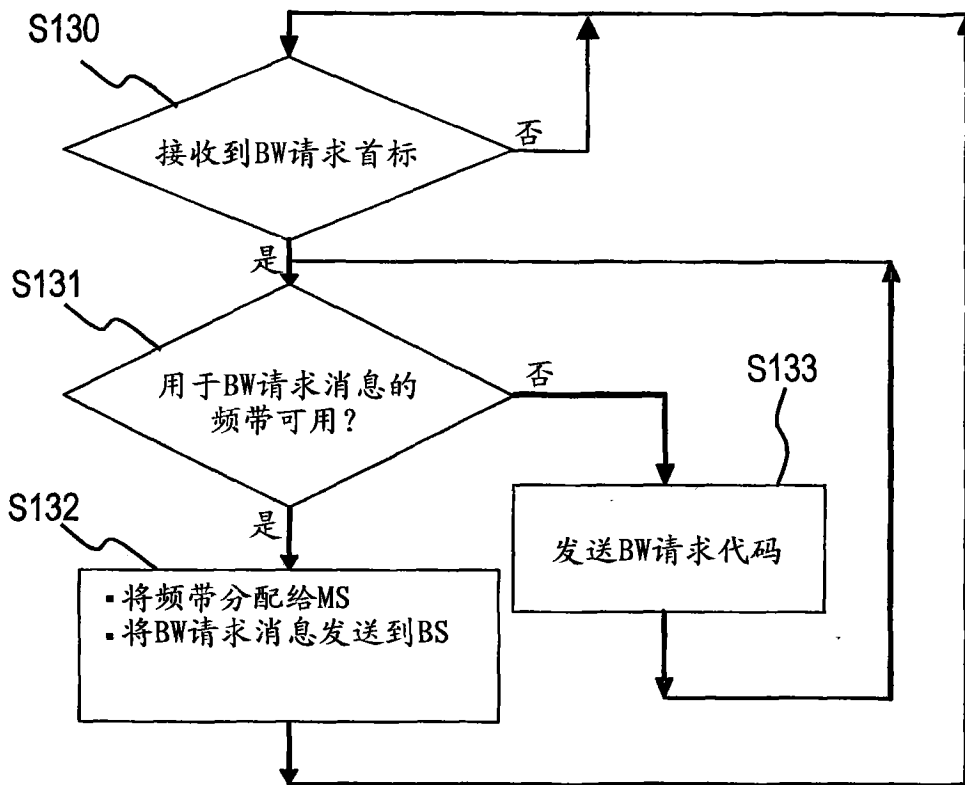 S130
接收到BW请求首标
否
是
S131
用于BW请求消息的
频带可用?
否
S133
是
S132
发送BW请求代码
▪将频带分配给MS
▪将BW请求消息发送到BS